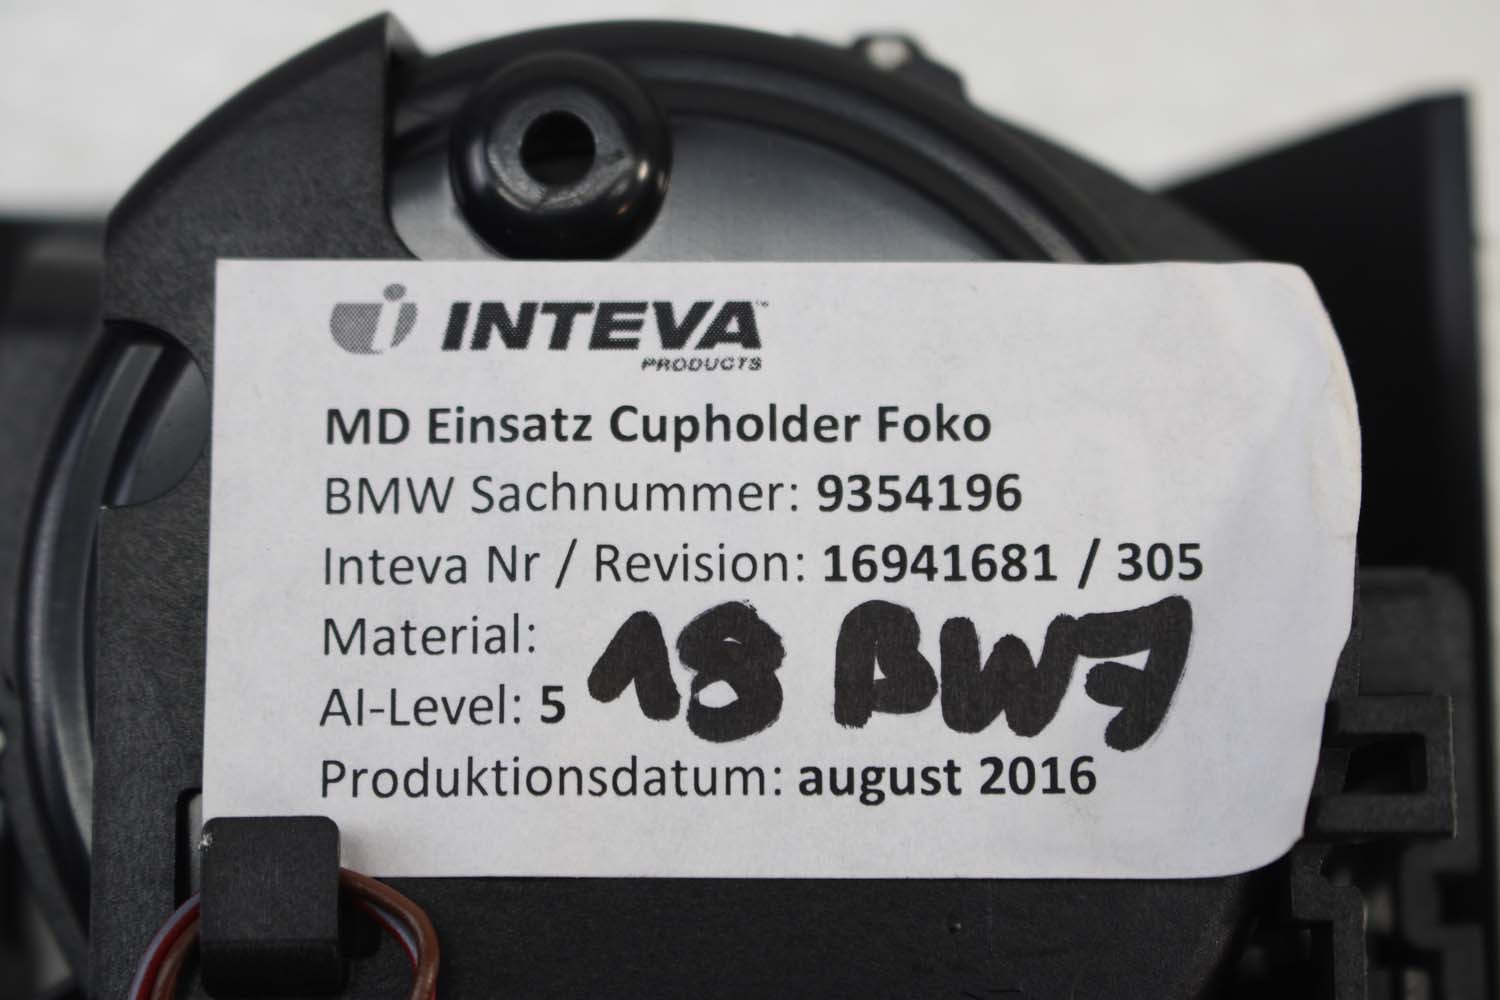 INTEVA
PRODUCTS
MD Einsatz Cupholder Foko
BMW Sachnummer: 9354196
Inteva Nr / Revision: 16941681 / 305
Material:
18 BW7
AI-Level: 5
Produktionsdatum: august 2016